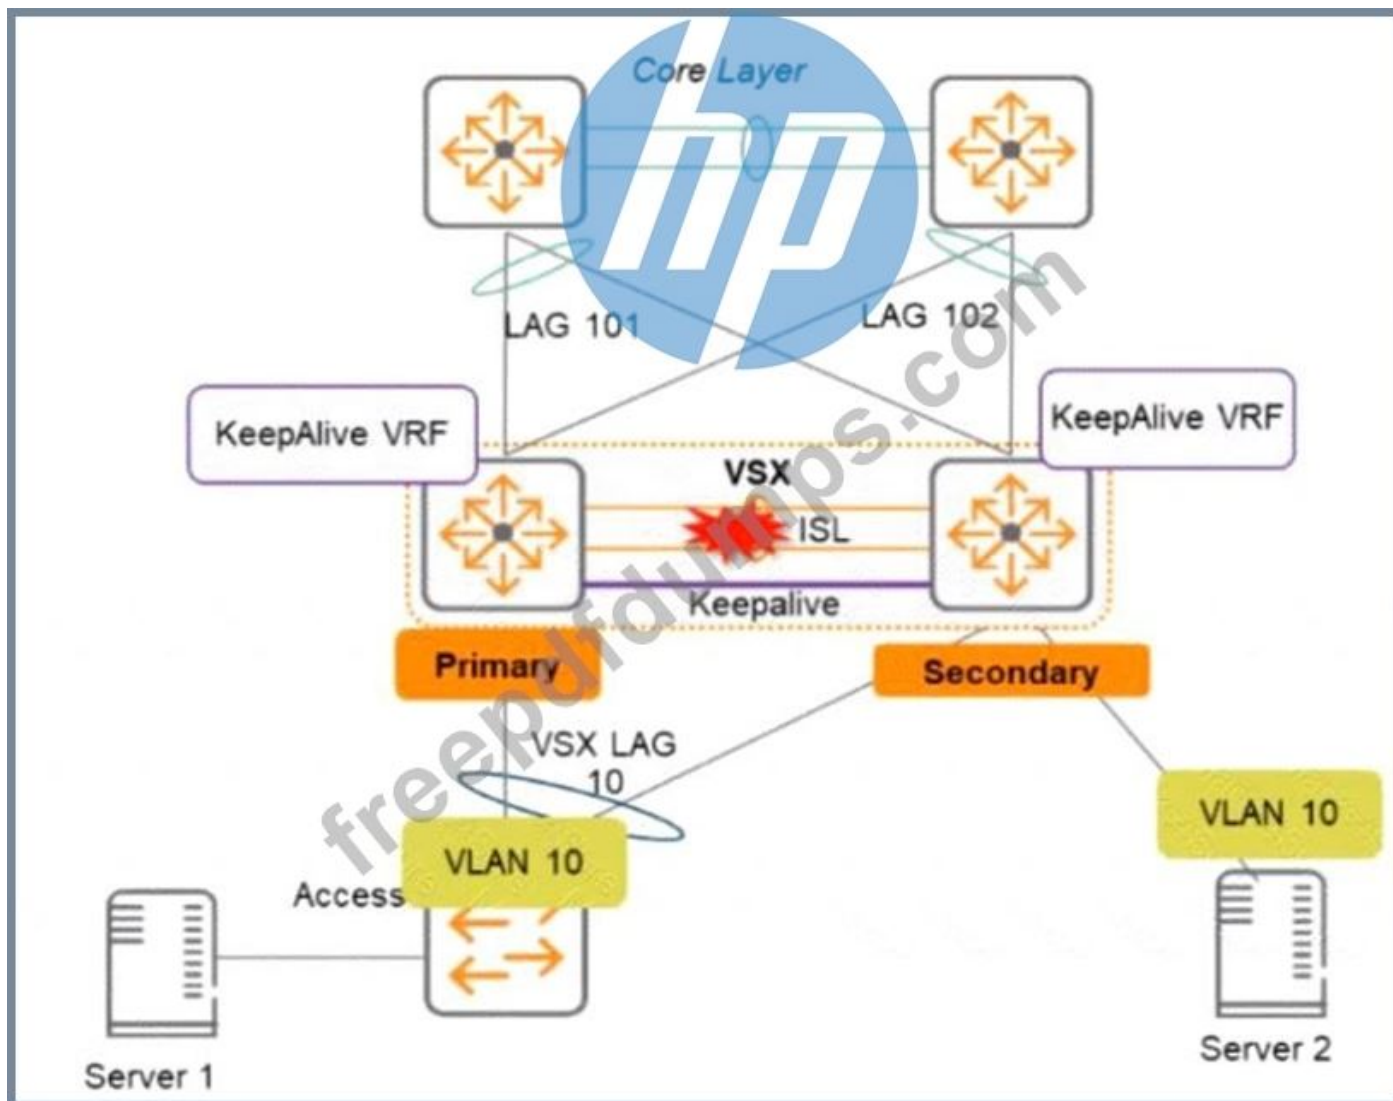 Core Layer
hp
LAG 101
LAG 102
KeepAlive VRF
KeepAlive VRF
VSX
ISL
Keepalive
Primary
Secondary
VSX LAG
10
VLAN 10
VLAN 10
Access
Server 1
Server 2
freepdfdumps.com